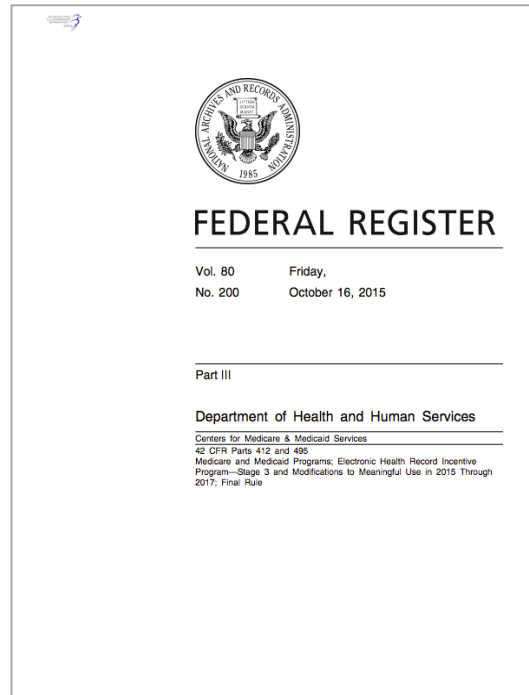 NATIONAL ARCHIVES AND RECORDS ADMINISTRATION
LITTERA
SCRIPTA
MANET
1985
FEDERAL REGISTER
Vol. 80 Friday,
No. 200 October 16, 2015
Part III
Department of Health and Human Services
Centers for Medicare & Medicaid Services
42 CFR Parts 412 and 495
Medicare and Medicaid Programs; Electronic Health Record Incentive
Program—Stage 3 and Modifications to Meaningful Use in 2015 Through
2017; Final Rule